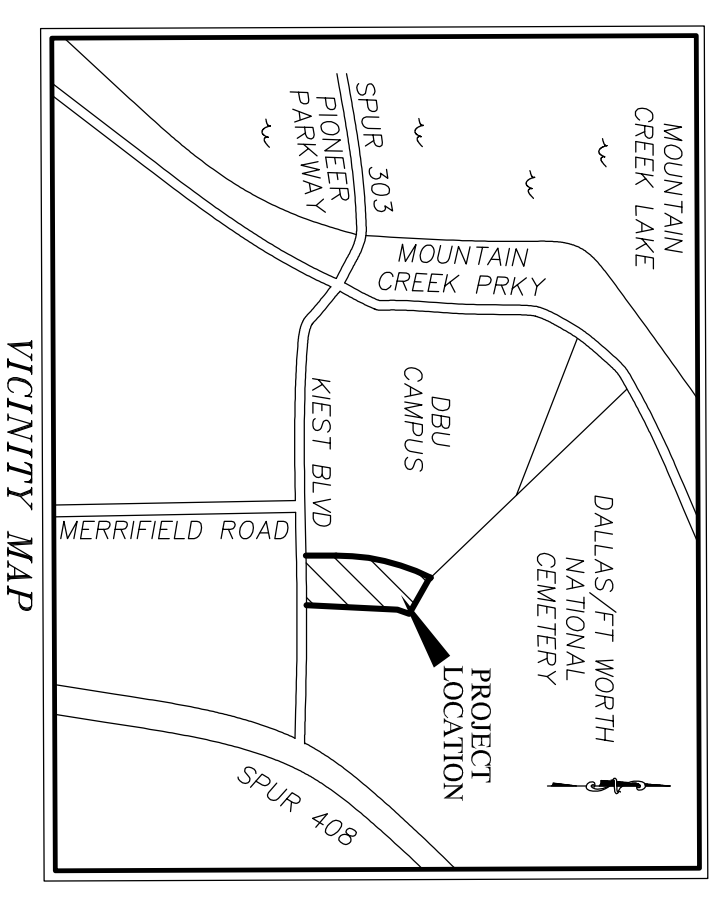 MOUNTAIN
CREEK LAKE
SPUR 303
PIONEER
PARKWAY
MOUNTAIN
CREEK PRKY
DBU
CAMPUS
KIEST BLVD
MERRIFIELD ROAD
DALLAS/FT WORTH
NATIONAL
CEMETERY
PROJECT
LOCATION
SPUR 408
VICINITY MAP